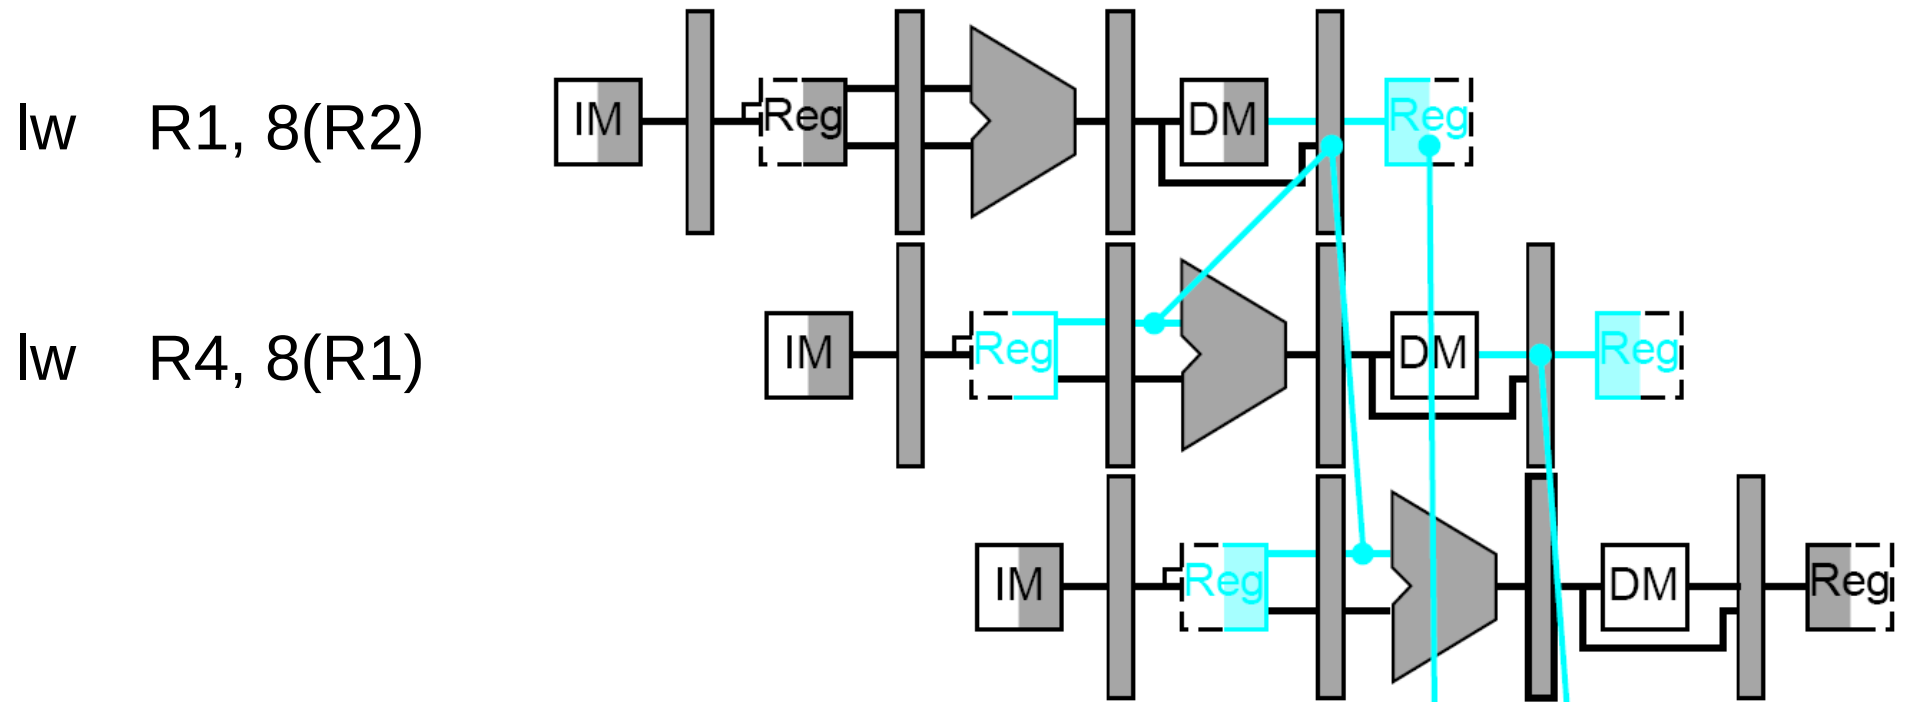 lw R1, 8(R2) IM Reg DM Reg
lw R4, 8(R1) IM Reg DM Reg
IM Reg DM Reg